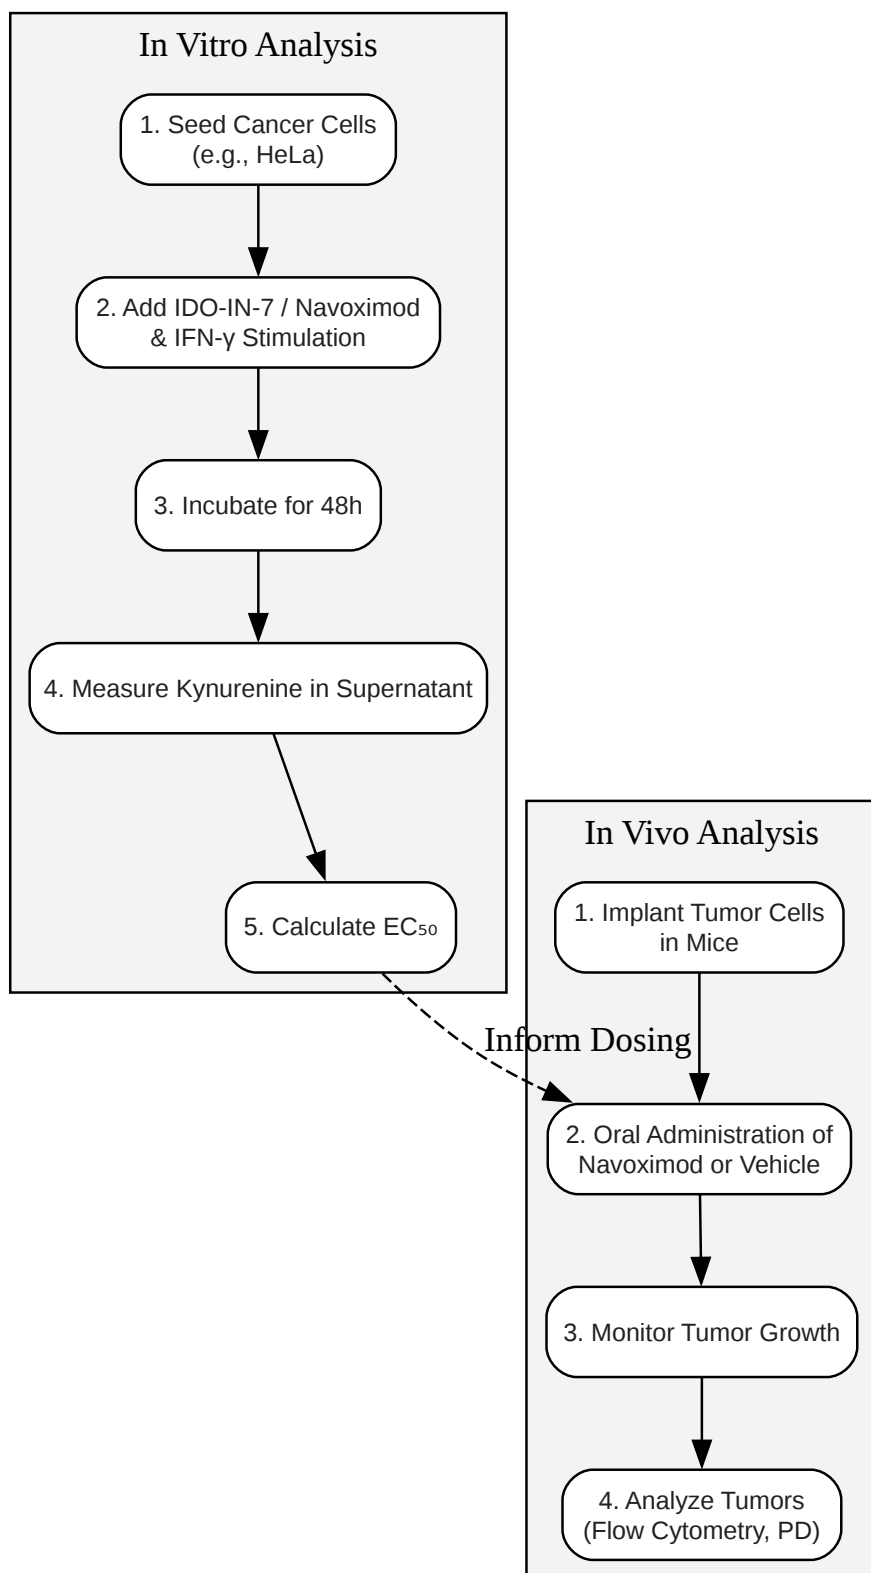 In Vitro Analysis
1. Seed Cancer Cells
(e.g., HeLa)
2. Add IDO-IN-7 / Navoximod
& IFN-γ Stimulation
3. Incubate for 48h
4. Measure Kynurenine in Supernatant
5. Calculate EC₅₀
Inform Dosing
In Vivo Analysis
1. Implant Tumor Cells
in Mice
2. Oral Administration of
Navoximod or Vehicle
3. Monitor Tumor Growth
4. Analyze Tumors
(Flow Cytometry, PD)